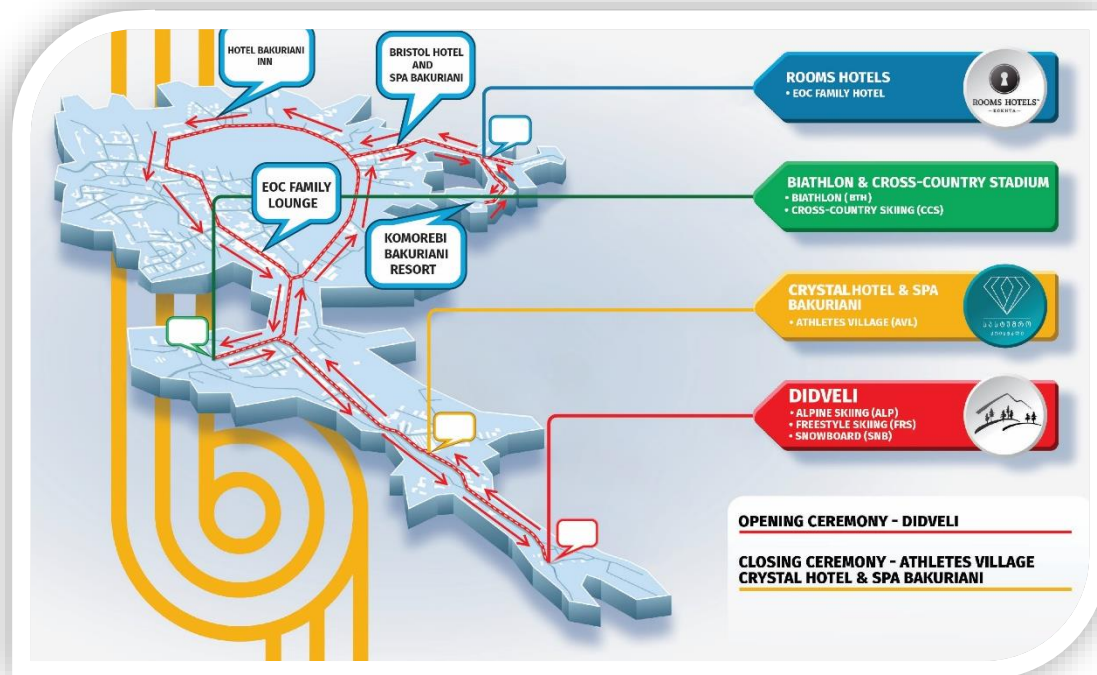 HOTEL BAKURIANI
INN
BRISTOL HOTEL
AND
SPA BAKURIANI
EOC FAMILY
LOUNGE
KOMOREBI
BAKURIANI
RESORT
ROOMS HOTELS
• EOC FAMILY HOTEL
ROOMS HOTELS
KOKHTA
BIATHLON & CROSS-COUNTRY STADIUM
• BIATHLON (BTH)
• CROSS-COUNTRY SKIING (CCS)
CRYSTAL HOTEL & SPA
BAKURIANI
• ATHLETES VILLAGE (AVL)
DIDVELI
• ALPINE SKIING (ALP)
• FREESTYLE SKIING (FRS)
• SNOWBOARD (SNB)
OPENING CEREMONY - DIDVELI
CLOSING CEREMONY - ATHLETES VILLAGE
CRYSTAL HOTEL & SPA BAKURIANI